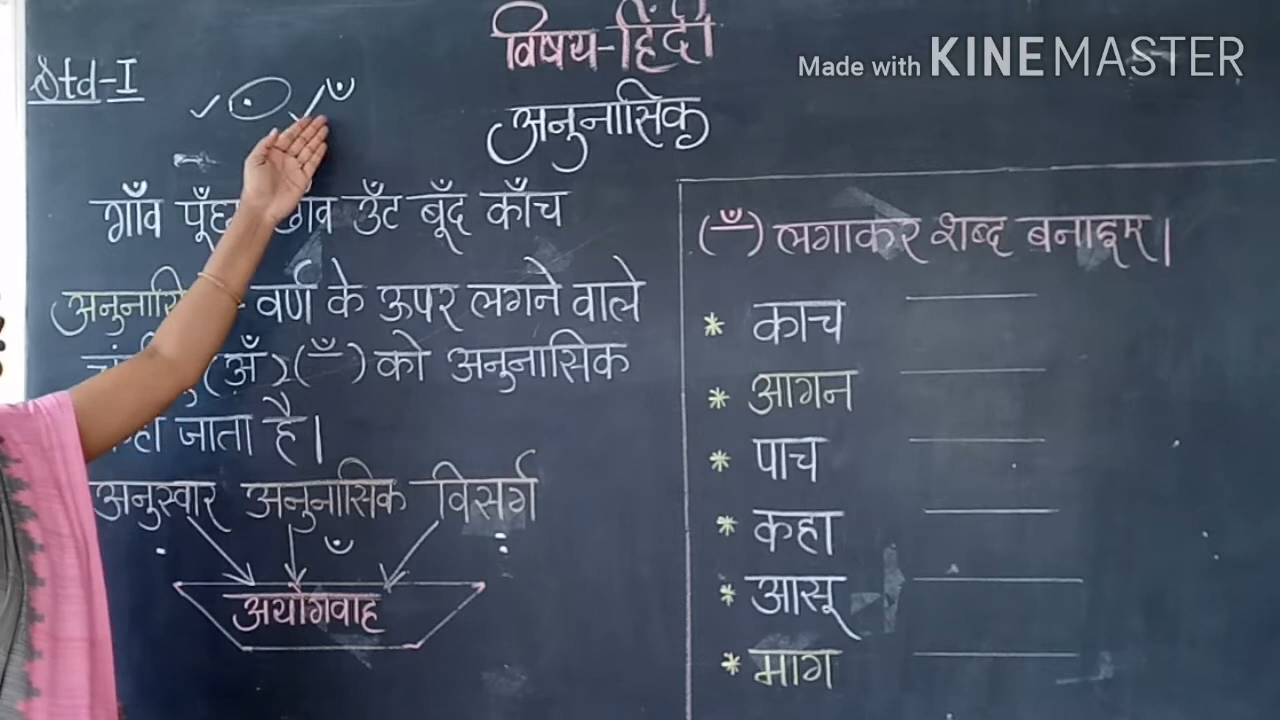 Made with KINEMASTER
विषय-हिंदी
Std-I
अनुनासिक
गाँव पूँछ ऊँट बूँद काँच
वर्ण के ऊपर लगने वाले
(अँ) (ँ) को अनुनासिक
जाता है।
अनुस्वार अनुनासिक विसर्ग
अयोगवाह
(ँ) लगाकर शब्द बनाइए।
* काच
* आगन
* पाच
* कहा
* आसू
* माग